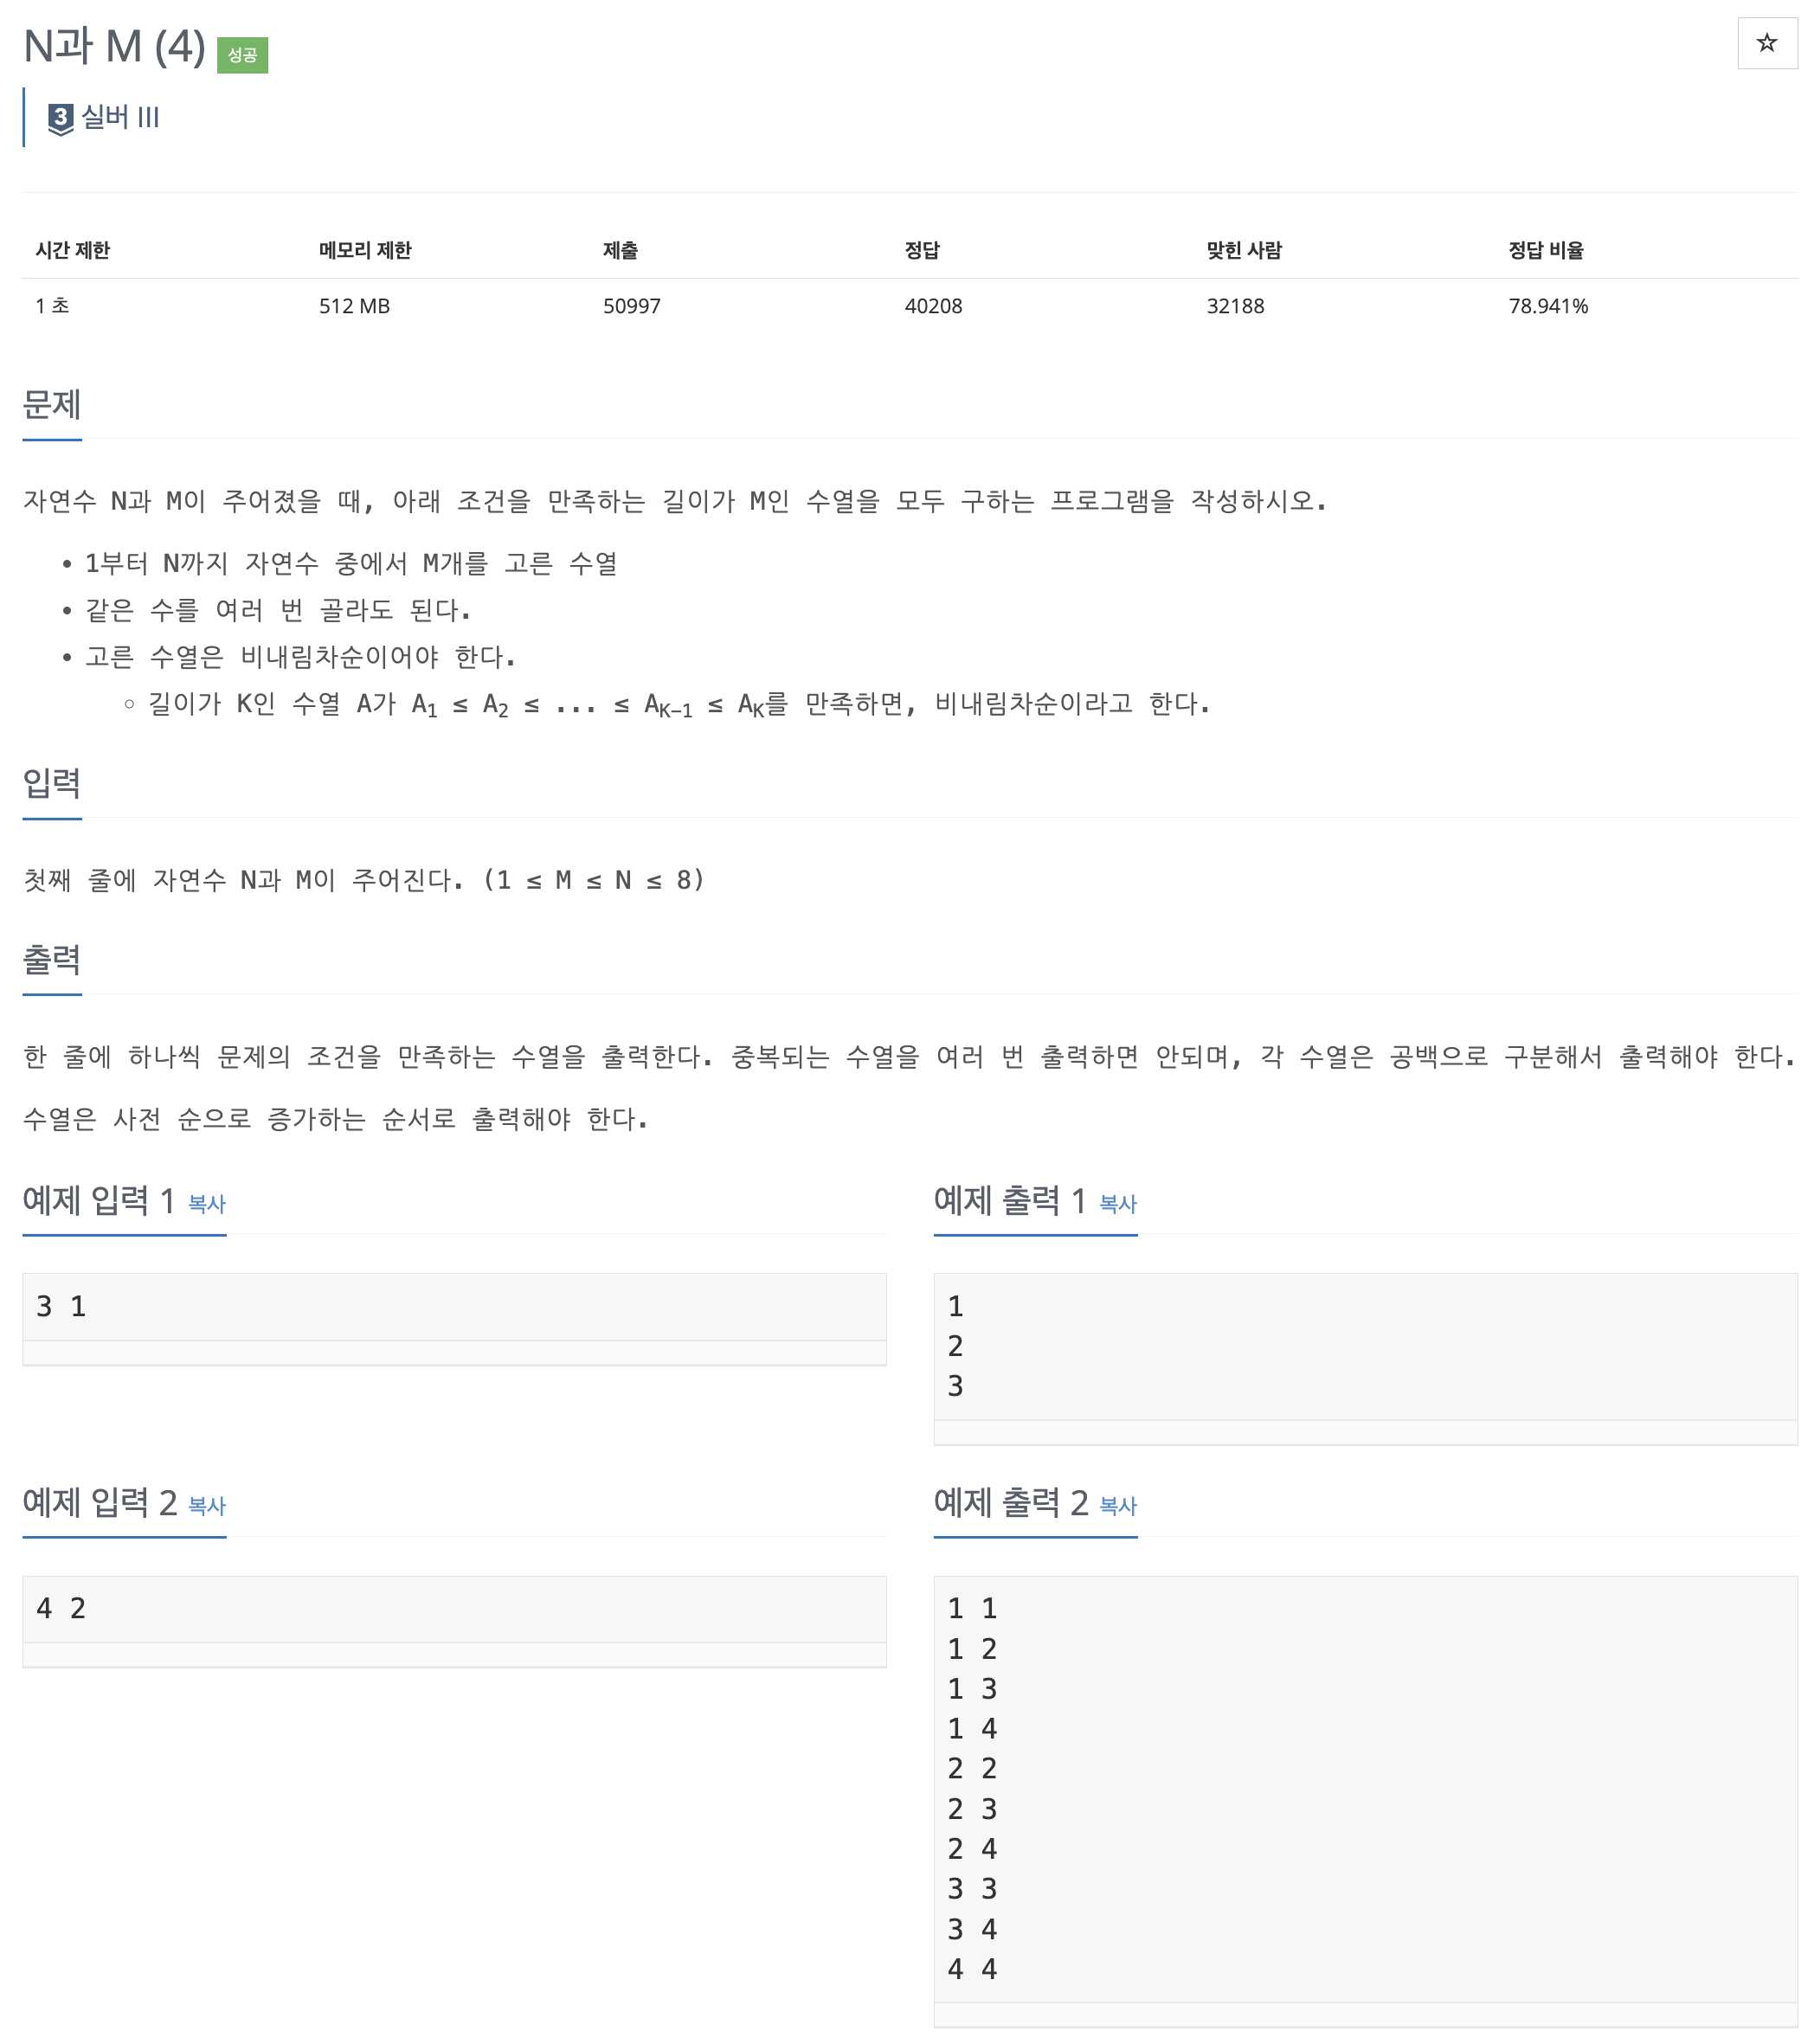 N과 M (4) 성공
3 실버 III
시간 제한 메모리 제한 제출 정답 맞힌 사람 정답 비율
1 초 512 MB 50997 40208 32188 78.941%
문제
자연수 N과 M이 주어졌을 때, 아래 조건을 만족하는 길이가 M인 수열을 모두 구하는 프로그램을 작성하시오.
• 1부터 N까지 자연수 중에서 M개를 고른 수열
• 같은 수를 여러 번 골라도 된다.
• 고른 수열은 비내림차순이어야 한다.
◦ 길이가 K인 수열 A가 A₁ ≤ A₂ ≤ ... ≤ A_K-1 ≤ A_K를 만족하면, 비내림차순이라고 한다.
입력
첫째 줄에 자연수 N과 M이 주어진다. (1 ≤ M ≤ N ≤ 8)
출력
한 줄에 하나씩 문제의 조건을 만족하는 수열을 출력한다. 중복되는 수열을 여러 번 출력하면 안되며, 각 수열은 공백으로 구분해서 출력해야 한다.
수열은 사전 순으로 증가하는 순서로 출력해야 한다.
예제 입력 1 복사
3 1
예제 출력 1 복사
1
2
3
예제 입력 2 복사
4 2
예제 출력 2 복사
1 1
1 2
1 3
1 4
2 2
2 3
2 4
3 3
3 4
4 4